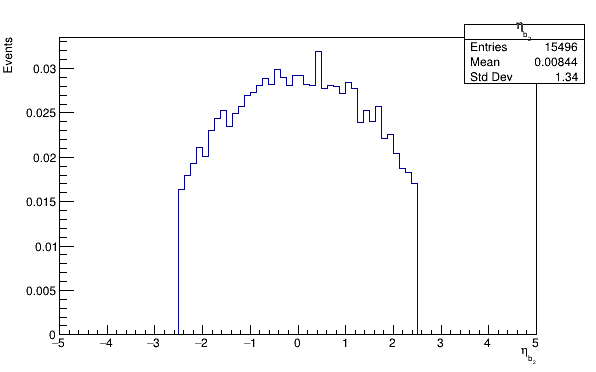 η_b₂
Entries 15496
Mean 0.00844
Std Dev 1.34
Events
0.03
0.025
0.02
0.015
0.01
0.005
0
−5 −4 −3 −2 −1 0 1 2 3 4 5
η_b₂